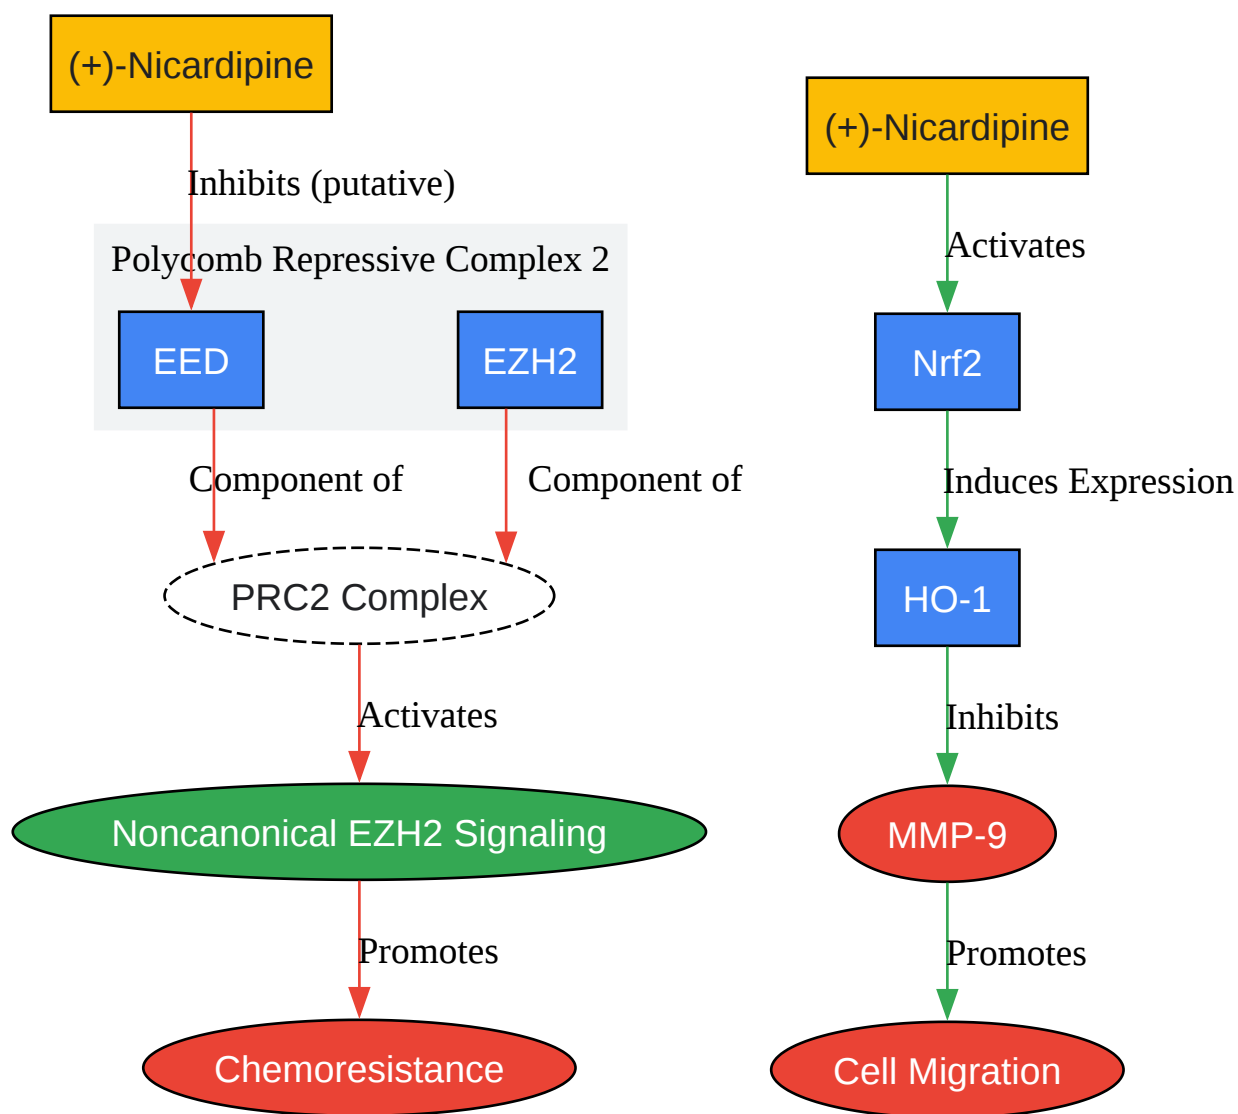 (+)-Nicardipine
Inhibits (putative)
Polycomb Repressive Complex 2
EED
EZH2
Component of
Component of
PRC2 Complex
Activates
Noncanonical EZH2 Signaling
Promotes
Chemoresistance
(+)-Nicardipine
Activates
Nrf2
Induces Expression
HO-1
Inhibits
MMP-9
Promotes
Cell Migration